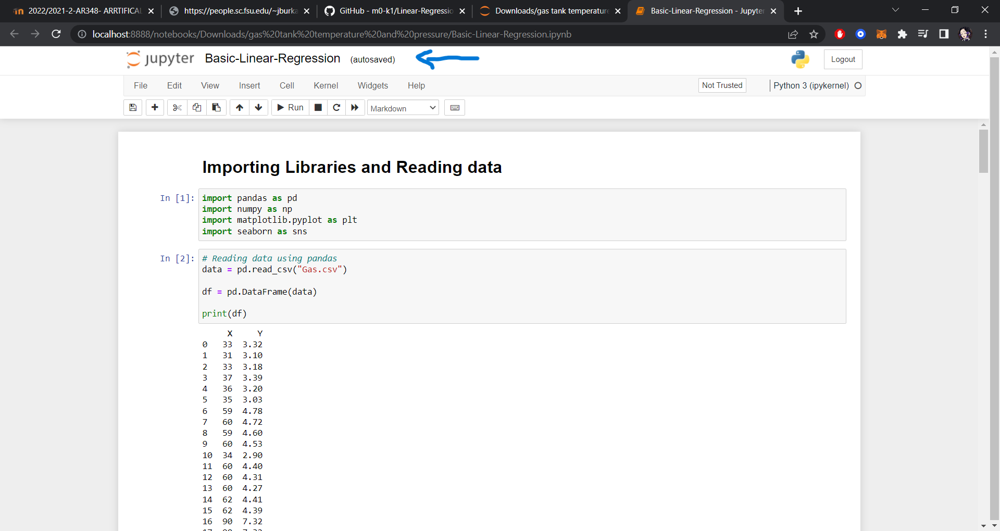 2022/2021-2-AR348- ARRTIFICAL
https://people.sc.fsu.edu/~jburka
GitHub - m0-k1/Linear-Regressio
Downloads/gas tank temperature
Basic-Linear-Regression - Jupyter
localhost:8888/notebooks/Downloads/gas%20tank%20temperature%20and%20pressure/Basic-Linear-Regression.ipynb
jupyter Basic-Linear-Regression (autosaved) Logout
File Edit View Insert Cell Kernel Widgets Help Not Trusted Python 3 (ipykernel)
Run Markdown
Importing Libraries and Reading data
In [1]: import pandas as pd
import numpy as np
import matplotlib.pyplot as plt
import seaborn as sns
In [2]: # Reading data using pandas
data = pd.read_csv("Gas.csv")
df = pd.DataFrame(data)
print(df)
X Y
0 33 3.32
1 31 3.10
2 33 3.18
3 37 3.39
4 36 3.20
5 35 3.03
6 59 4.78
7 60 4.72
8 59 4.60
9 60 4.53
10 34 2.90
11 60 4.40
12 60 4.31
13 60 4.27
14 62 4.41
15 62 4.39
16 90 7.32